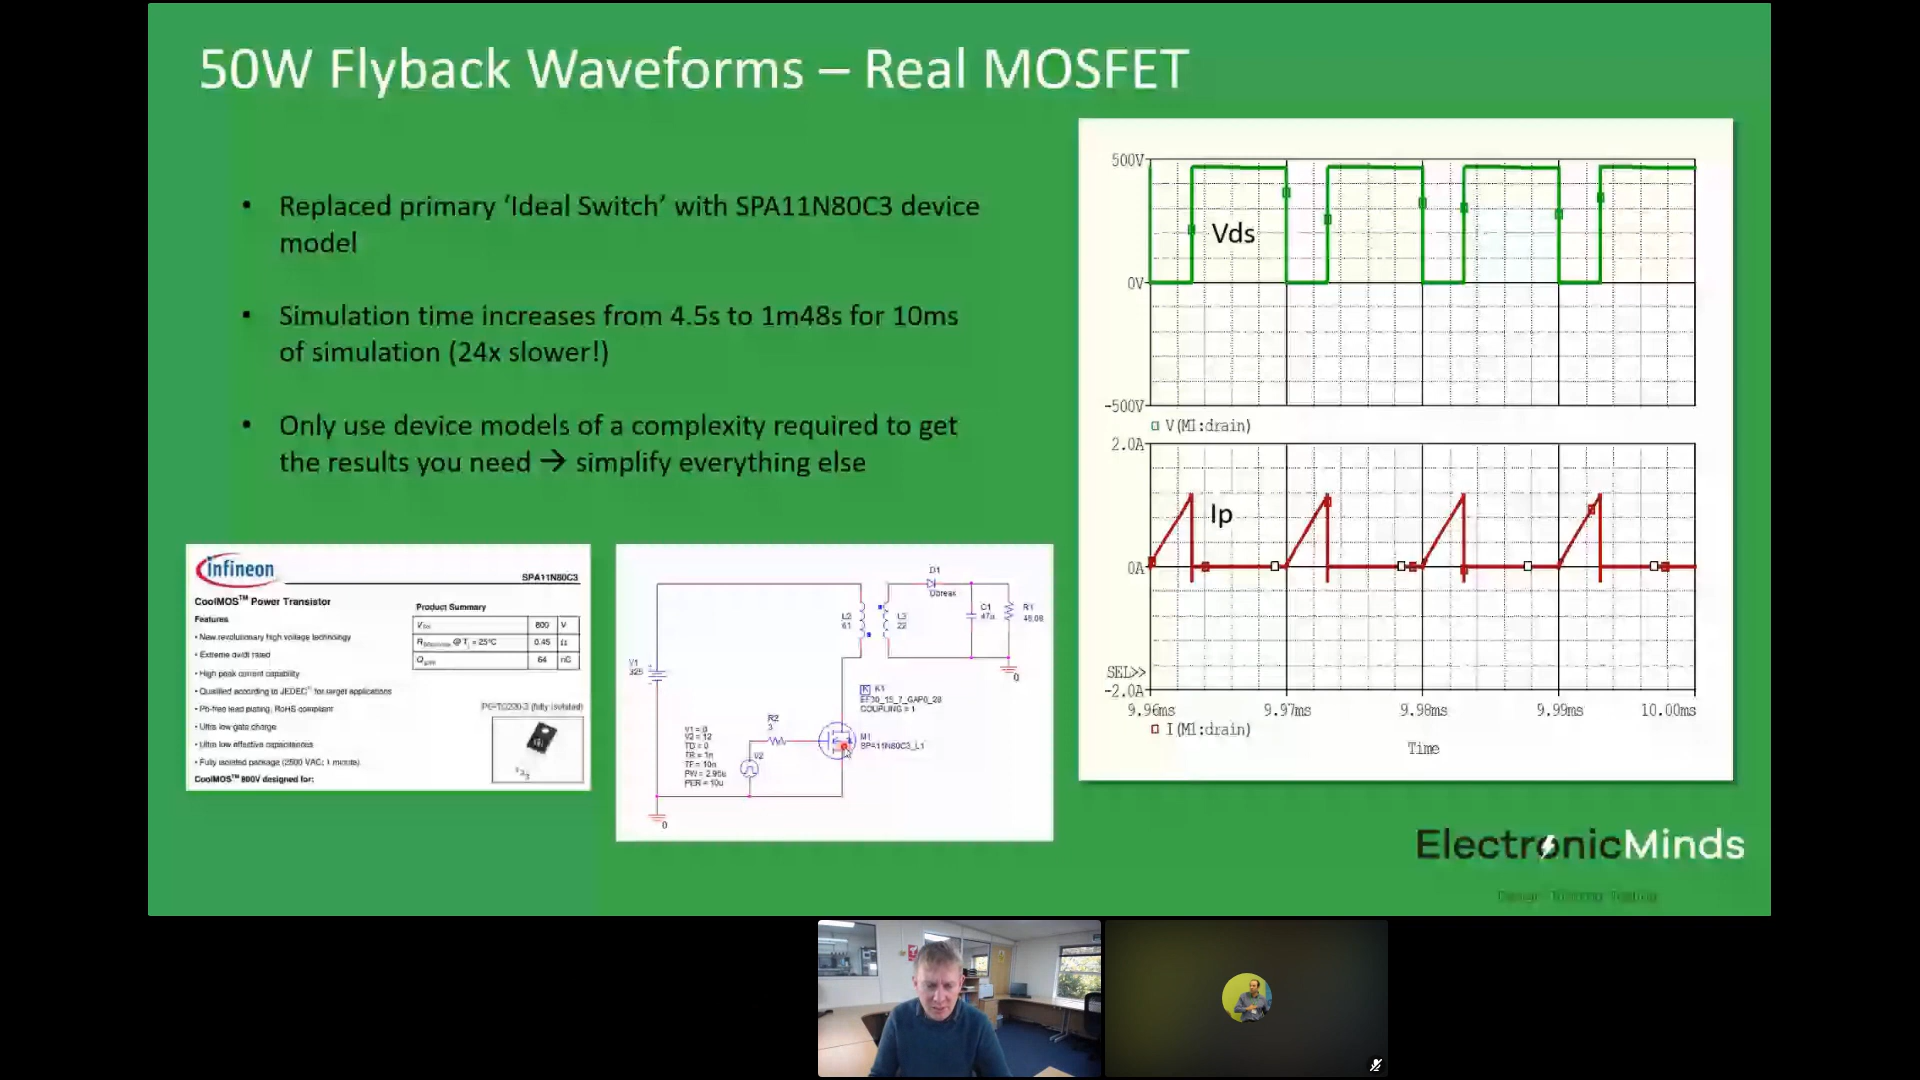 50W Flyback Waveforms – Real MOSFET
• Replaced primary ‘Ideal Switch’ with SPA11N80C3 device
model
• Simulation time increases from 4.5s to 1m48s for 10ms
of simulation (24x slower!)
• Only use device models of a complexity required to get
the results you need → simplify everything else
infineon
SPA11N80C3
CoolMOS™ Power Transistor
Features
• New revolutionary high voltage technology
• Extreme dv/dt rated
• High peak current capability
• Qualified according to JEDEC for target applications
• Pb-free lead plating, RoHS compliant
• Ultra low gate charge
• Ultra low effective capacitances
• Fully isolated package (2500 VAC; 1 minute)
CoolMOS™ 800V designed for:
Product Summary
800 V
@ T = 25°C 0.45 Ω
64 nC
PG-TO220-3 (fully isolated)
D1
Dbreak
L2
61
L3
22
C1
47u
R1
46.08
0
V1
325
K K1
EFD30_15_7_GAP0_28
COUPLING = 1
R2
3
M1
SPA11N80C3_L1
V1 = 0
V2 = 12
TD = 0
TR = 1n
TF = 10n
PW = 2.95u
PER = 10u
V2
0
500V
Vds
0V
-500V
V(M1:drain)
2.0A
Ip
0A
SEL>>
-2.0A
9.96ms 9.97ms 9.98ms 9.99ms 10.00ms
I(M1:drain)
Time
ElectronicMinds